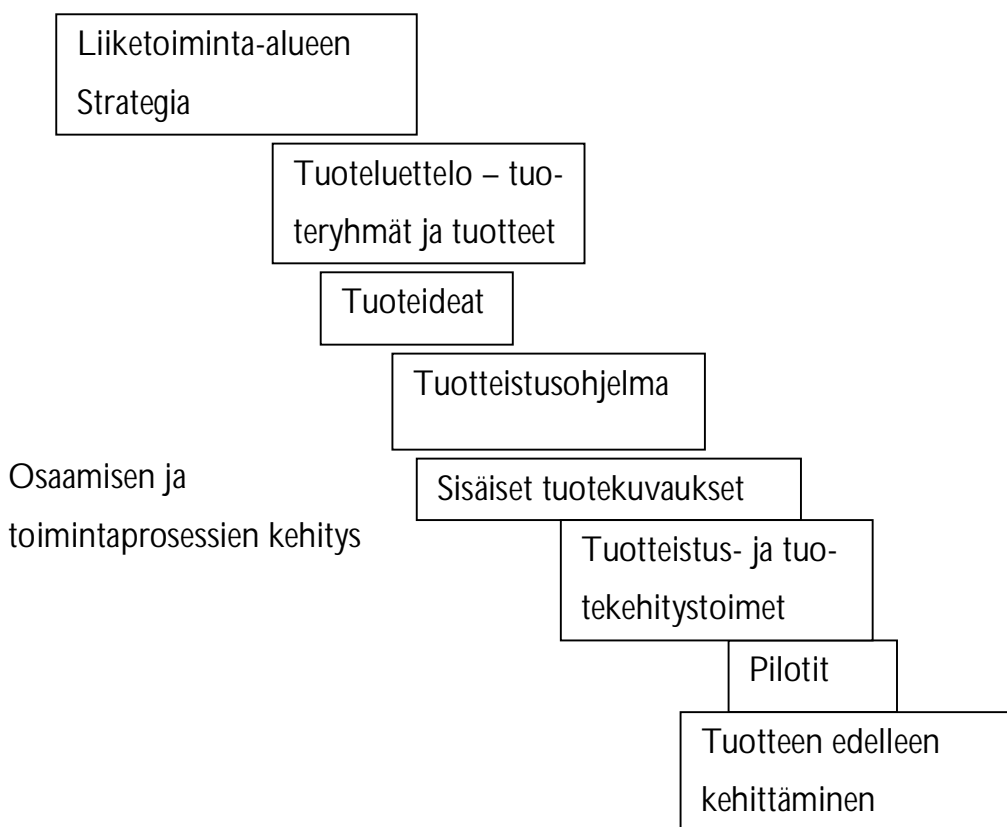 Liiketoiminta-alueen
Strategia
Tuoteluettelo – tuo-
teryhmät ja tuotteet
Tuoteideat
Tuotteistusohjelma
Osaamisen ja
toimintaprosessien kehitys
Sisäiset tuotekuvaukset
Tuotteistus- ja tuo-
tekehitystoimet
Pilotit
Tuotteen edelleen
kehittäminen